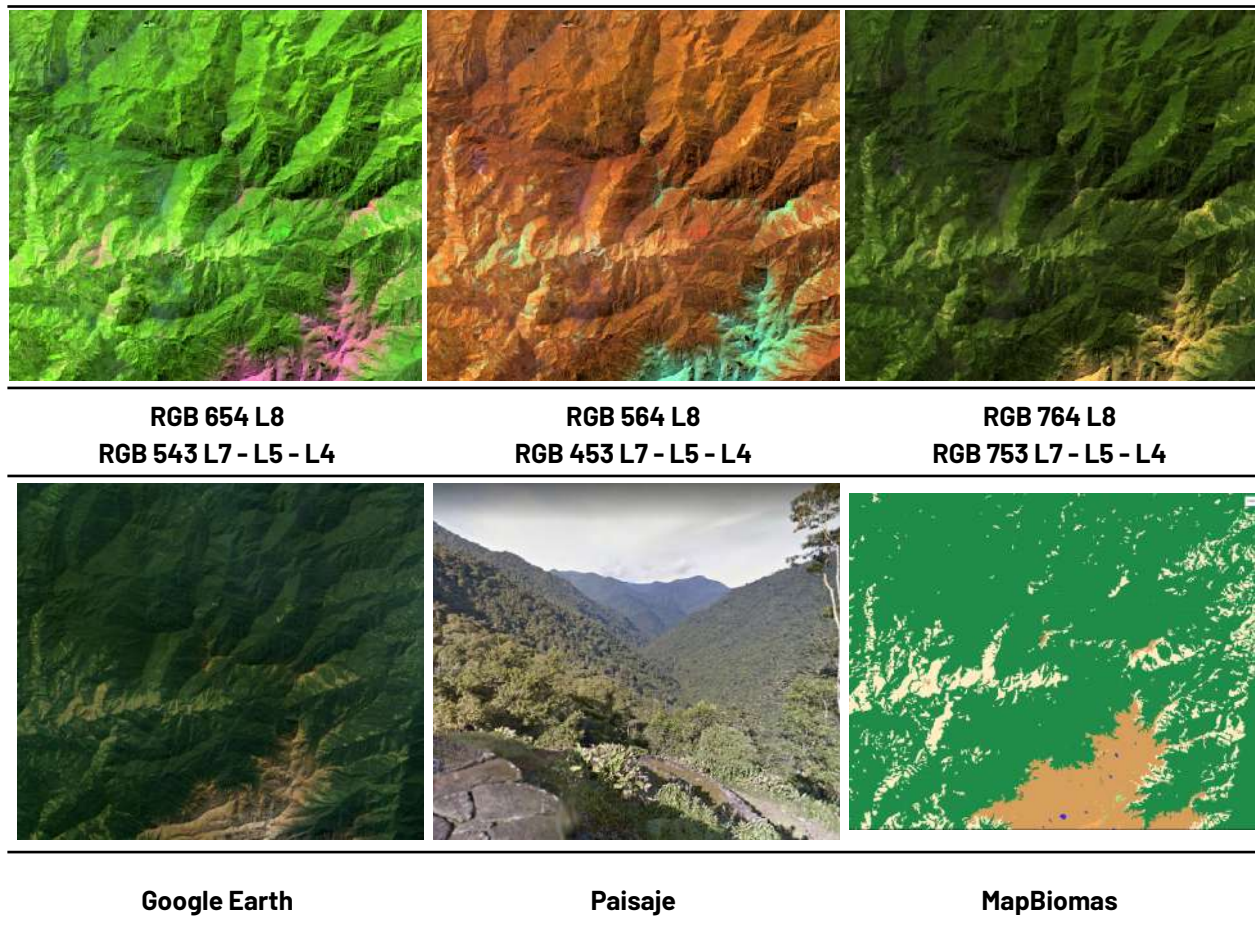 RGB 654 L8
RGB 543 L7 - L5 - L4
RGB 564 L8
RGB 453 L7 - L5 - L4
RGB 764 L8
RGB 753 L7 - L5 - L4
Google Earth
Paisaje
MapBiomas